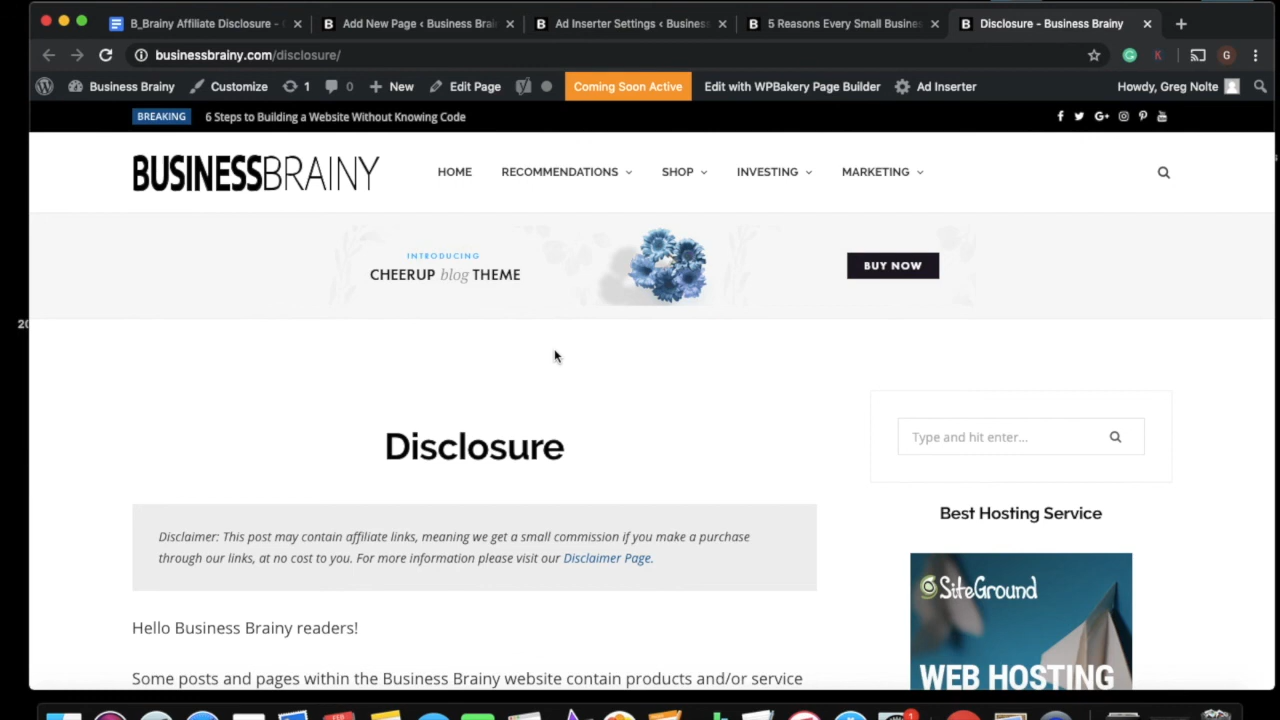 B_Brainy Affiliate Disclosure -
Add New Page ‹ Business Brai
Ad Inserter Settings ‹ Business
5 Reasons Every Small Busines
Disclosure - Business Brainy
businessbrainy.com/disclosure/
G
Business Brainy
Customize
1
0
New
Edit Page
Coming Soon Active
Edit with WPBakery Page Builder
Ad Inserter
Howdy, Greg Nolte
BREAKING
6 Steps to Building a Website Without Knowing Code
BUSINESSBRAINY
HOME
RECOMMENDATIONS
SHOP
INVESTING
MARKETING
INTRODUCING
CHEERUP blog THEME
BUY NOW
20
Disclosure
Disclaimer: This post may contain affiliate links, meaning we get a small commission if you make a purchase
through our links, at no cost to you. For more information please visit our Disclaimer Page.
Hello Business Brainy readers!
Some posts and pages within the Business Brainy website contain products and/or service
Type and hit enter...
Best Hosting Service
SiteGround
WEB HOSTING